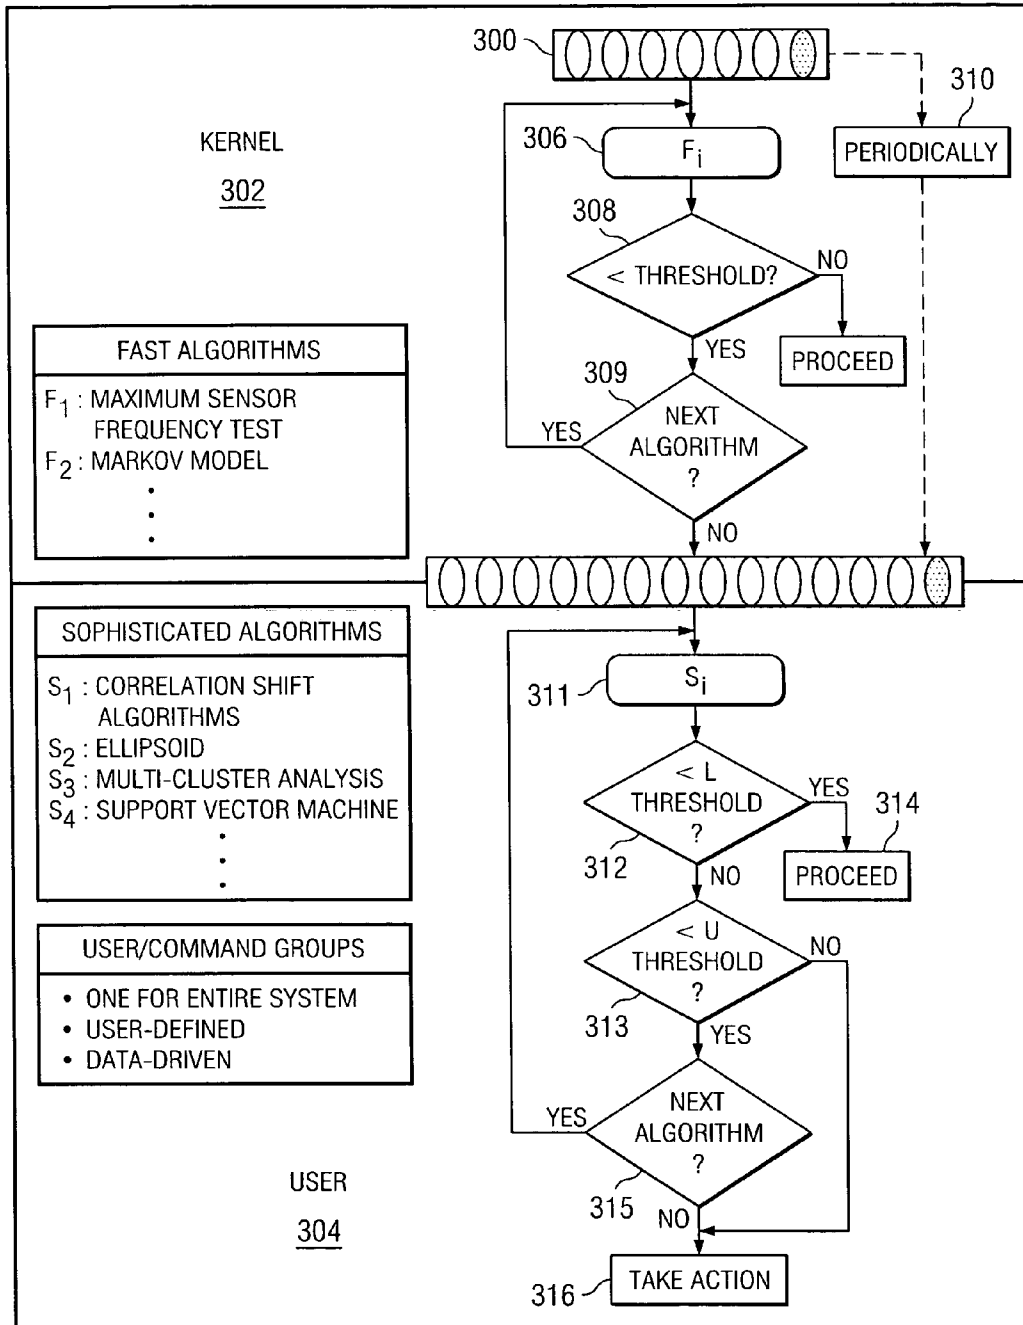 300
310
KERNEL
302
306
F i
PERIODICALLY
308
< THRESHOLD?
NO
YES
PROCEED
FAST ALGORITHMS
F1 : MAXIMUM SENSOR
FREQUENCY TEST
F2 : MARKOV MODEL
309
NEXT
ALGORITHM
?
YES
NO
SOPHISTICATED ALGORITHMS
S1 : CORRELATION SHIFT
ALGORITHMS
S2 : ELLIPSOID
S3 : MULTI-CLUSTER ANALYSIS
S4 : SUPPORT VECTOR MACHINE
311
S i
< L
THRESHOLD
?
YES
312
NO
314
PROCEED
USER/COMMAND GROUPS
• ONE FOR ENTIRE SYSTEM
• USER-DEFINED
• DATA-DRIVEN
< U
THRESHOLD
?
NO
313
YES
NEXT
ALGORITHM
?
YES
315
NO
USER
304
316
TAKE ACTION